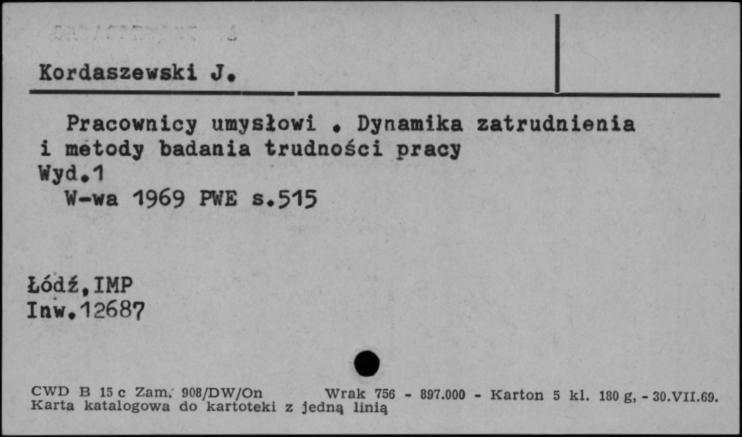 Kordaszewski J.
Pracownicy umysłowi . Dynamika zatrudnienia
i metody badania trudności pracy
Wyd.1
W-wa 1969 PWE s.515
Łódź,IMP
Inw.12687
CWD B 15 c Zam. 908/DW/On Wrak 756 - 897.000 - Karton 5 kl. 180 g, - 30.VII.69.
Karta katalogowa do kartoteki z jedną linią